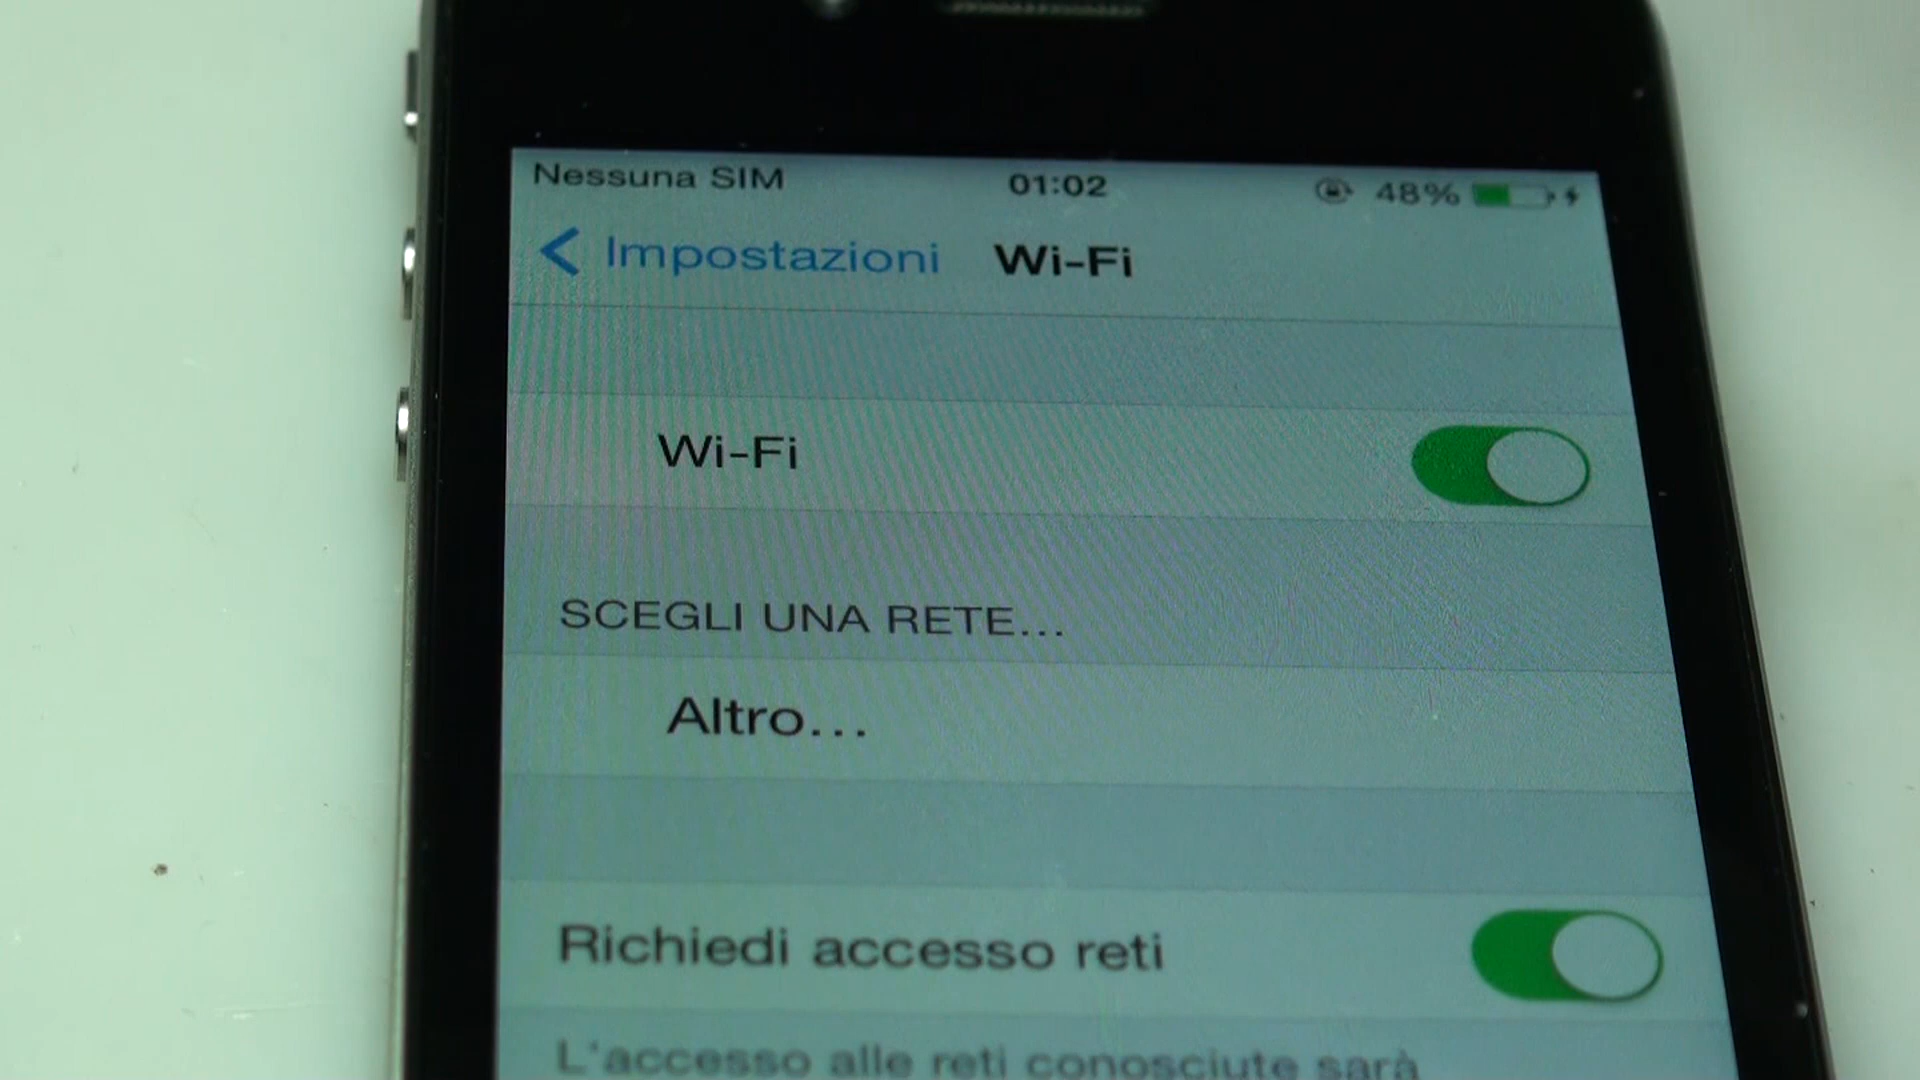 Nessuna SIM 01:02 48%
Impostazioni Wi-Fi
Wi-Fi
SCEGLI UNA RETE...
Altro...
Richiedi accesso reti
L'accesso alle reti conosciute sarà